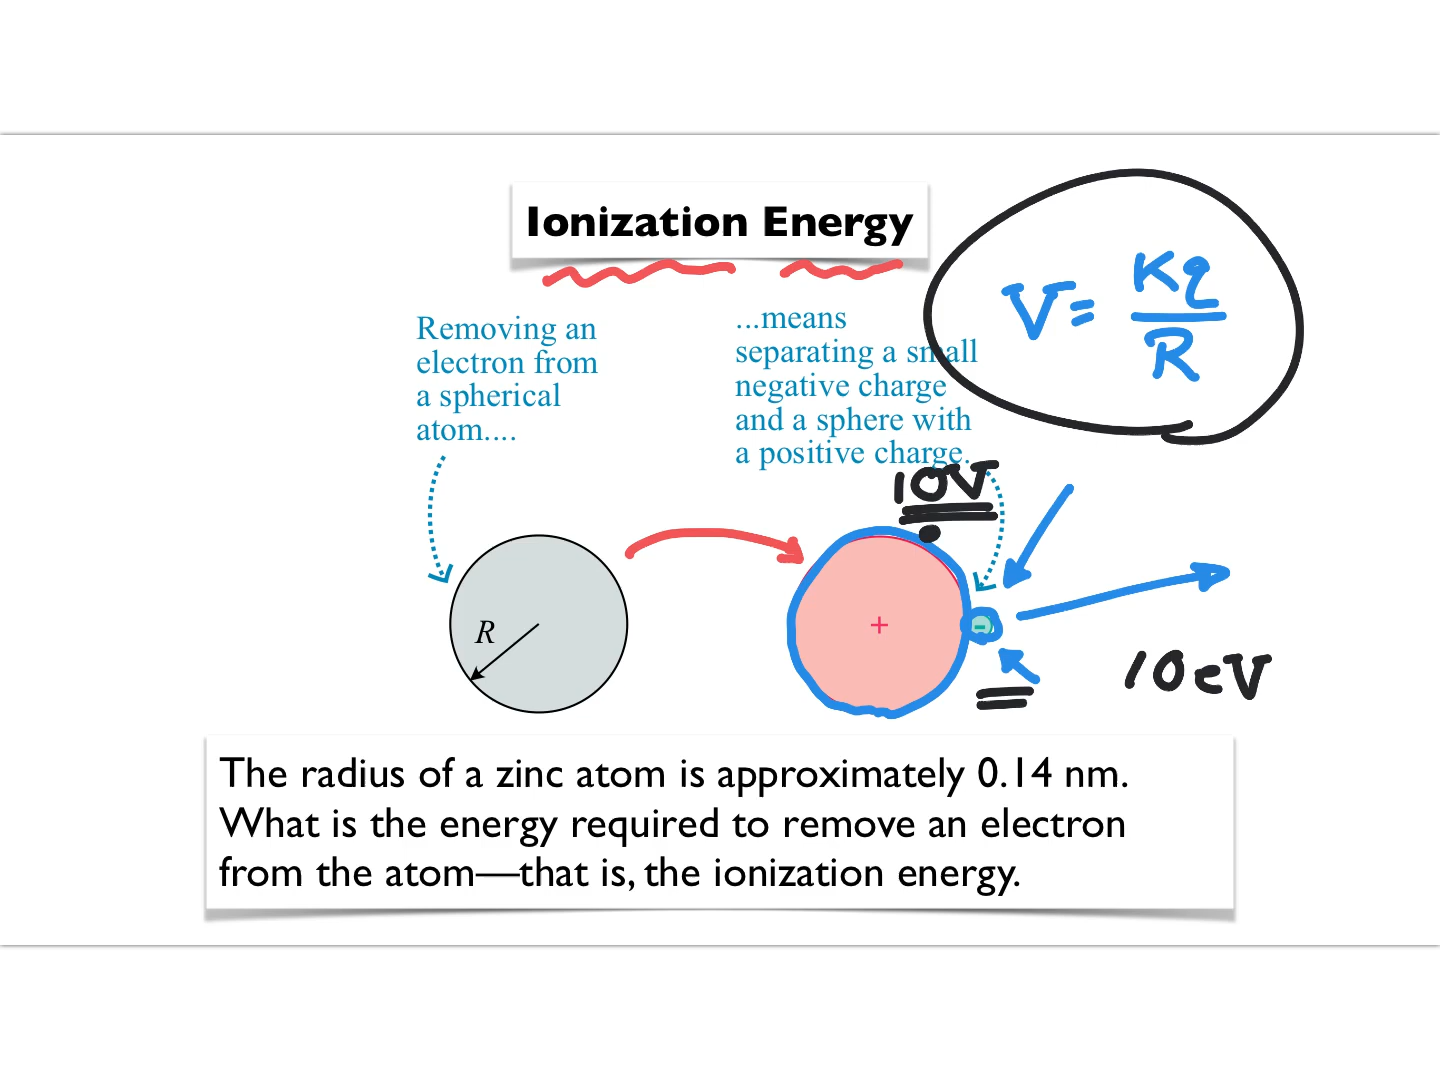 Ionization Energy
Removing an
electron from
a spherical
atom....
...means
separating a small
negative charge
and a sphere with
a positive charge.
V = Kq
R
10V
R
+
-
10 eV
The radius of a zinc atom is approximately 0.14 nm.
What is the energy required to remove an electron
from the atom—that is, the ionization energy.